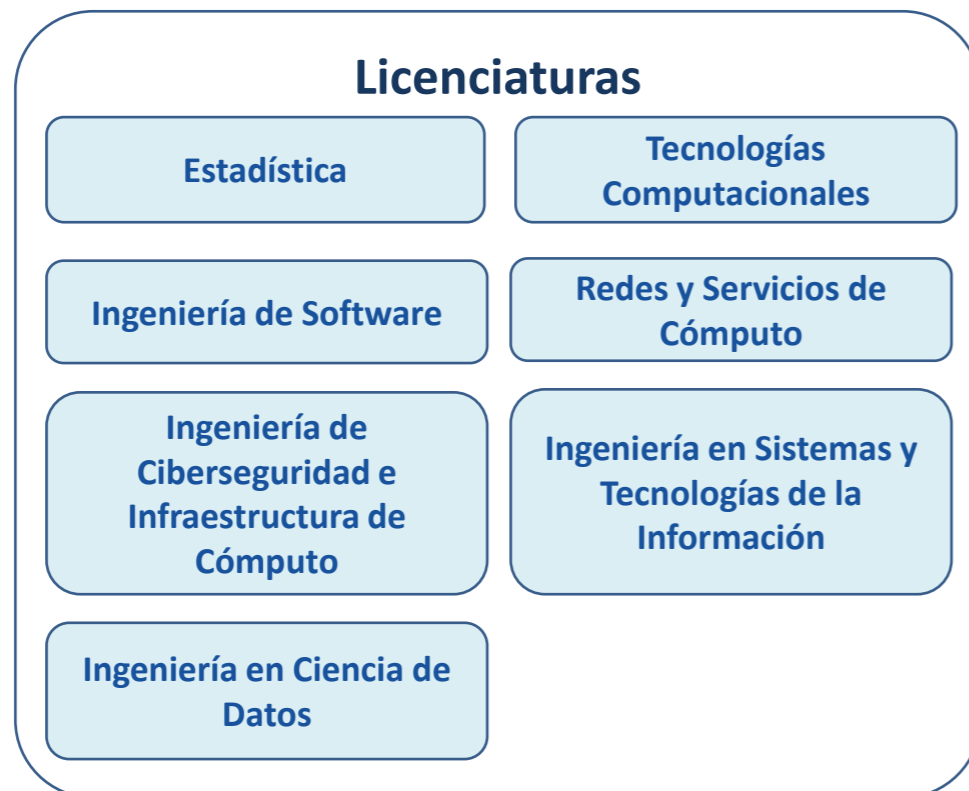 Licenciaturas
Estadística
Tecnologías
Computacionales
Ingeniería de Software
Redes y Servicios de
Cómputo
Ingeniería de
Ciberseguridad e
Infraestructura de
Cómputo
Ingeniería en Sistemas y
Tecnologías de la
Información
Ingeniería en Ciencia de
Datos